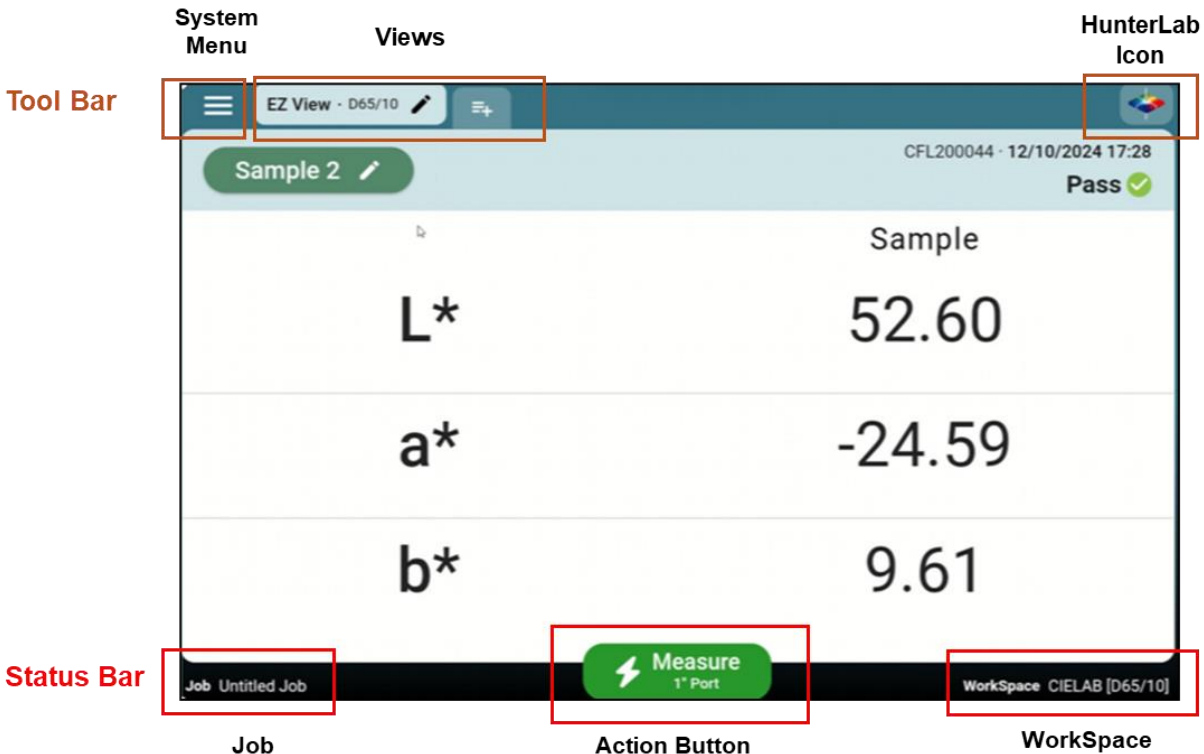 System
Menu
Views
HunterLab
Icon
Tool Bar
EZ View · D65/10
Sample 2
CFL200044 · 12/10/2024 17:28
Pass
Sample
L*
52.60
a*
-24.59
b*
9.61
Status Bar
Job Untitled Job
Measure
1" Port
WorkSpace CIELAB [D65/10]
Job
Action Button
WorkSpace